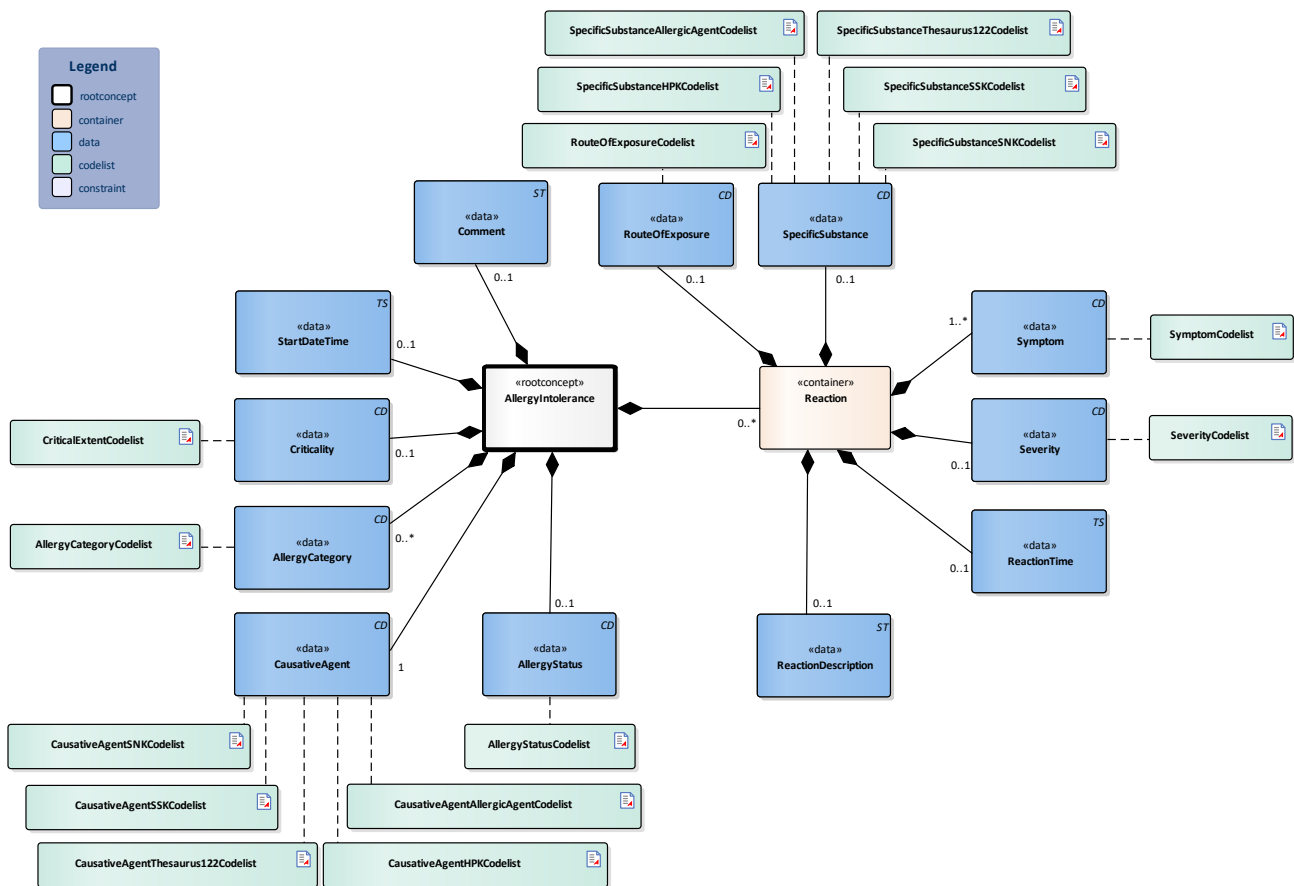 SpecificSubstanceAllergicAgentCodelist
SpecificSubstanceThesaurus122Codelist
Legend
rootconcept
container
data
codelist
constraint
SpecificSubstanceHPKCodelist
SpecificSubstanceSSKCodelist
RouteOfExposureCodelist
SpecificSubstanceSNKCodelist
ST
«data»
Comment
0..1
CD
«data»
RouteOfExposure
0..1
CD
«data»
SpecificSubstance
0..1
TS
«data»
StartDateTime
0..1
CD
«data»
Symptom
1..*
SymptomCodelist
«rootconcept»
AllergyIntolerance
«container»
Reaction
0..*
CriticalExtentCodelist
CD
«data»
Criticality
0..1
CD
«data»
Severity
0..1
SeverityCodelist
AllergyCategoryCodelist
CD
«data»
AllergyCategory
0..*
TS
«data»
ReactionTime
0..1
CD
«data»
CausativeAgent
1
CD
«data»
AllergyStatus
0..1
ST
«data»
ReactionDescription
0..1
CausativeAgentSNKCodelist
AllergyStatusCodelist
CausativeAgentSSKCodelist
CausativeAgentAllergicAgentCodelist
CausativeAgentThesaurus122Codelist
CausativeAgentHPKCodelist